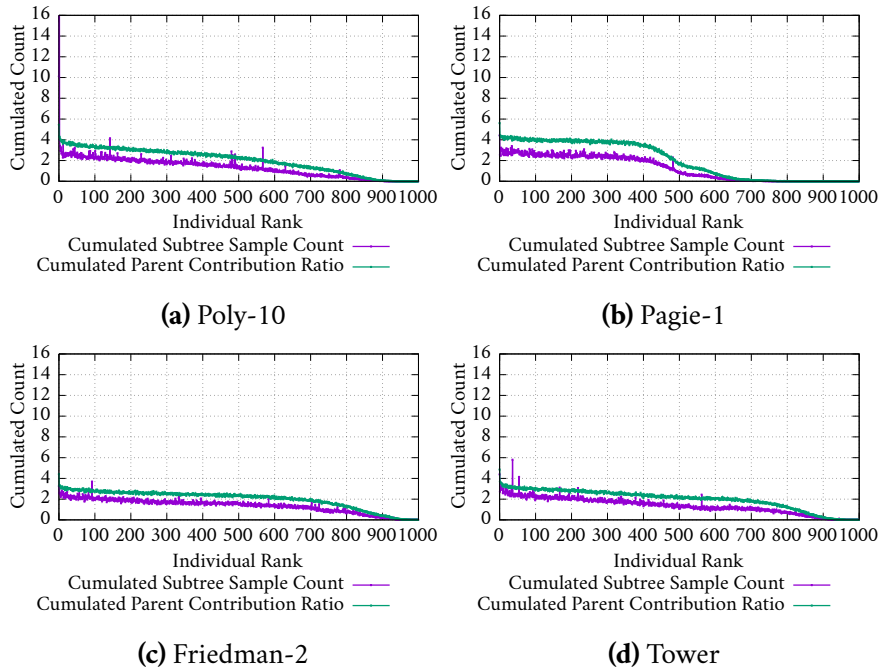 16
14
12
10
8
6
4
2
0
Cumulated Count
0 100 200 300 400 500 600 700 800 900 1000
Individual Rank
Cumulated Subtree Sample Count
Cumulated Parent Contribution Ratio
(a) Poly-10
16
14
12
10
8
6
4
2
0
Cumulated Count
0 100 200 300 400 500 600 700 800 900 1000
Individual Rank
Cumulated Subtree Sample Count
Cumulated Parent Contribution Ratio
(b) Pagie-1
16
14
12
10
8
6
4
2
0
Cumulated Count
0 100 200 300 400 500 600 700 800 900 1000
Individual Rank
Cumulated Subtree Sample Count
Cumulated Parent Contribution Ratio
(c) Friedman-2
16
14
12
10
8
6
4
2
0
Cumulated Count
0 100 200 300 400 500 600 700 800 900 1000
Individual Rank
Cumulated Subtree Sample Count
Cumulated Parent Contribution Ratio
(d) Tower